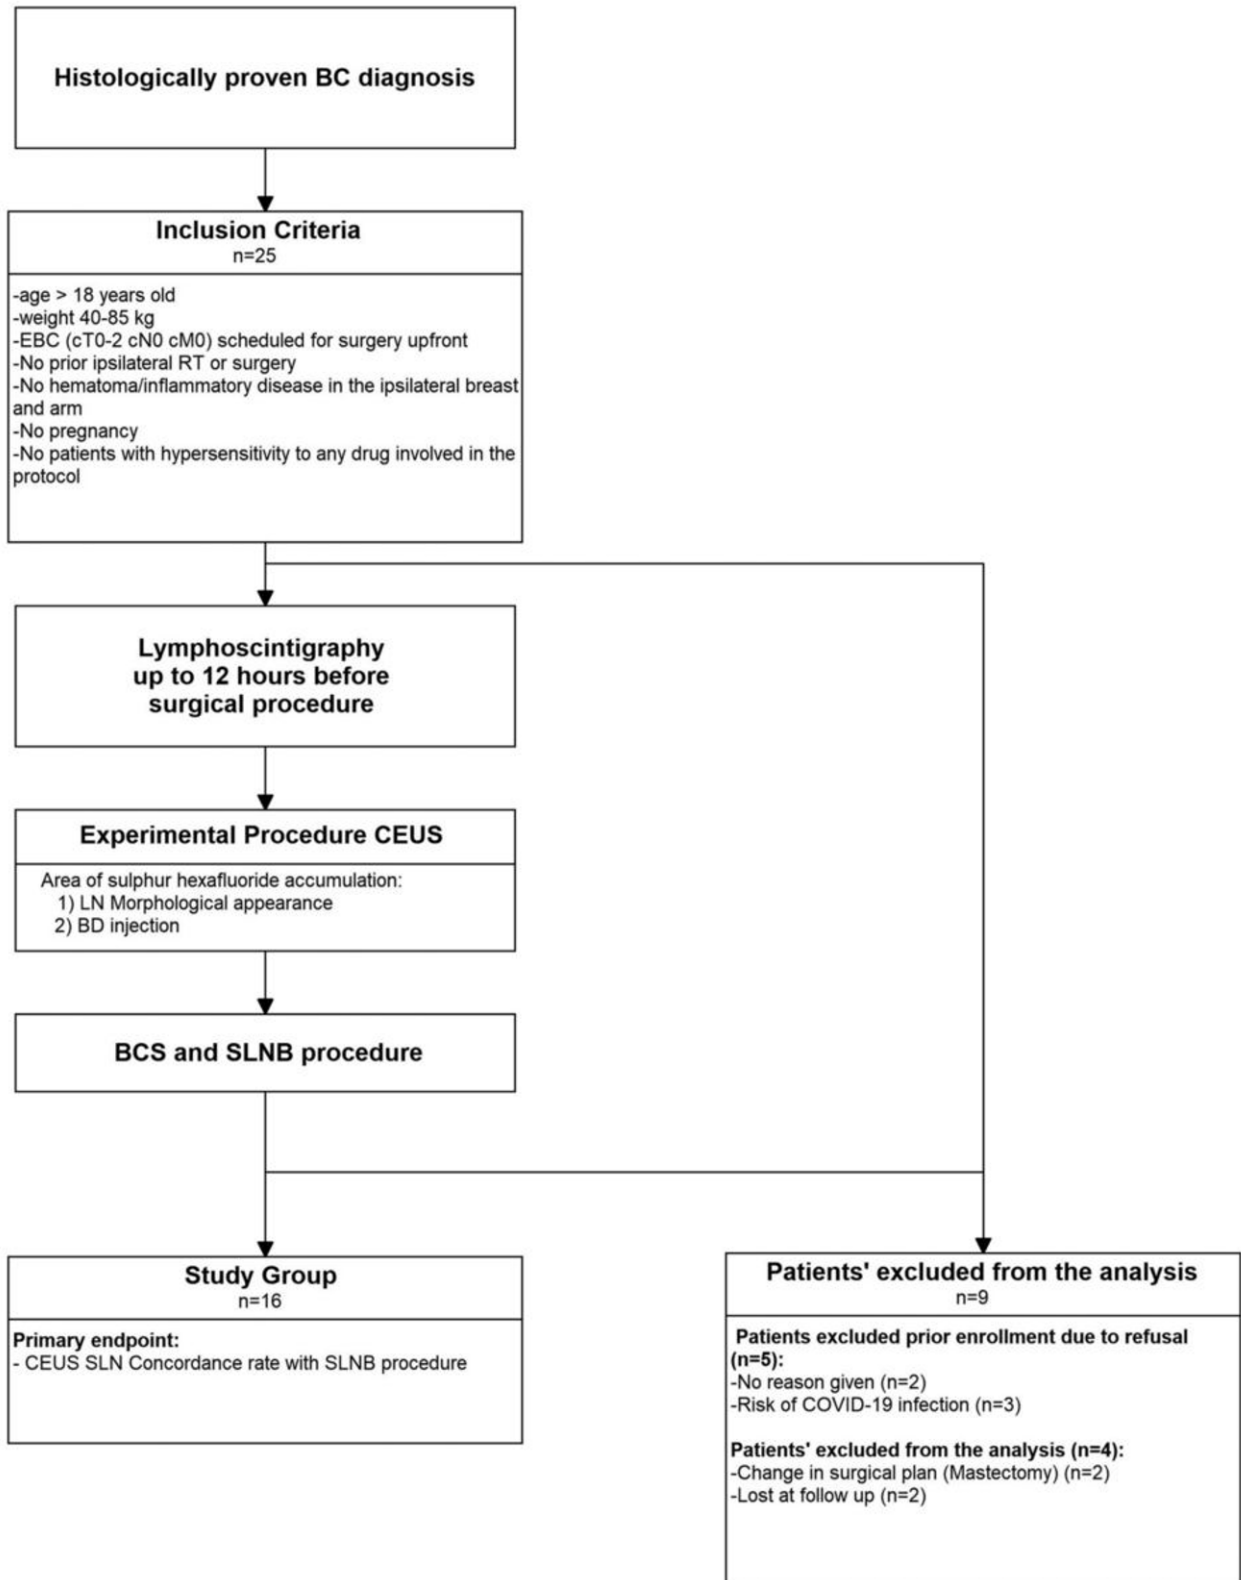 Histologically proven BC diagnosis
Inclusion Criteria
n=25
-age > 18 years old
-weight 40-85 kg
-EBC (cT0-2 cN0 cM0) scheduled for surgery upfront
-No prior ipsilateral RT or surgery
-No hematoma/inflammatory disease in the ipsilateral breast
and arm
-No pregnancy
-No patients with hypersensitivity to any drug involved in the
protocol
Lymphoscintigraphy
up to 12 hours before
surgical procedure
Experimental Procedure CEUS
Area of sulphur hexafluoride accumulation:
1) LN Morphological appearance
2) BD injection
BCS and SLNB procedure
Study Group
n=16
Primary endpoint:
- CEUS SLN Concordance rate with SLNB procedure
Patients' excluded from the analysis
n=9
Patients excluded prior enrollment due to refusal
(n=5):
-No reason given (n=2)
-Risk of COVID-19 infection (n=3)
Patients' excluded from the analysis (n=4):
-Change in surgical plan (Mastectomy) (n=2)
-Lost at follow up (n=2)